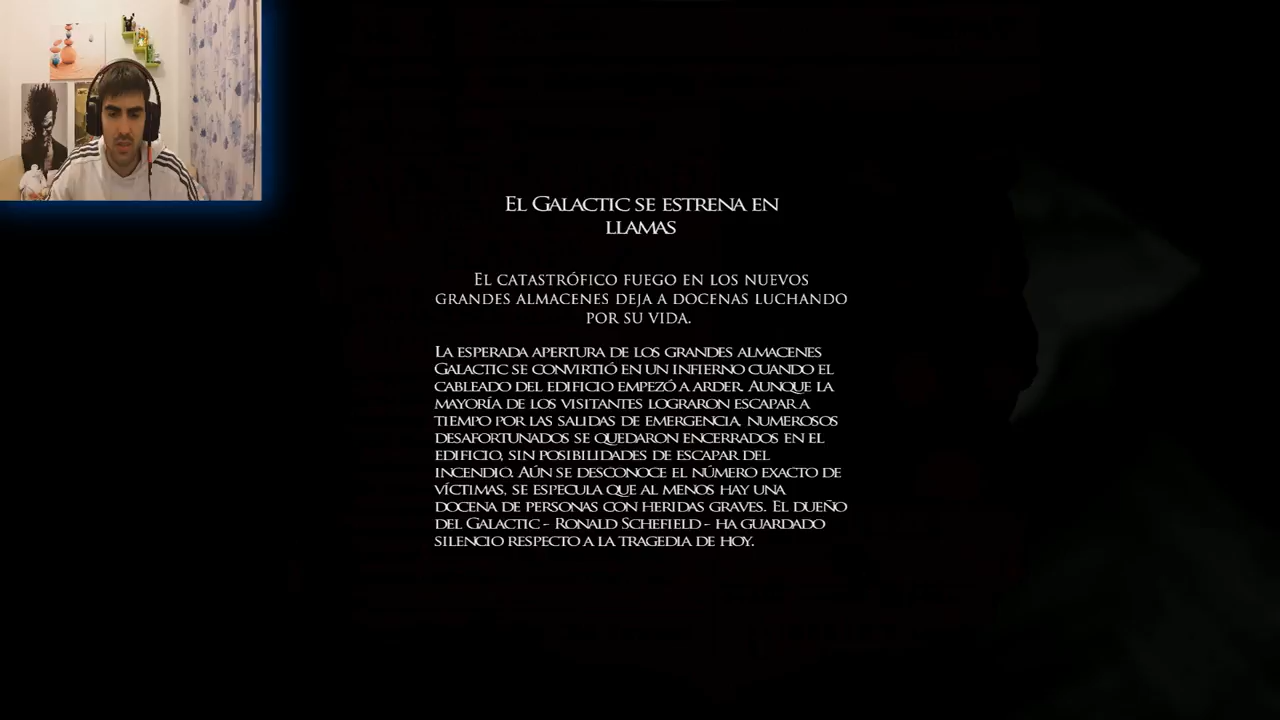 El Galactic se estrena en
llamas
El catastrófico fuego en los nuevos
grandes almacenes deja a docenas luchando
por su vida.
La esperada apertura de los grandes almacenes
Galactic se convirtió en un infierno cuando el
cableado del edificio empezó a arder. Aunque la
mayoría de los visitantes lograron escapar a
tiempo por las salidas de emergencia, numerosos
desafortunados se quedaron encerrados en el
edificio, sin posibilidades de escapar del
incendio. Aún se desconoce el número exacto de
víctimas, se especula que al menos hay una
docena de personas con heridas graves. El dueño
del Galactic - Ronald Schefield - ha guardado
silencio respecto a la tragedia de hoy.